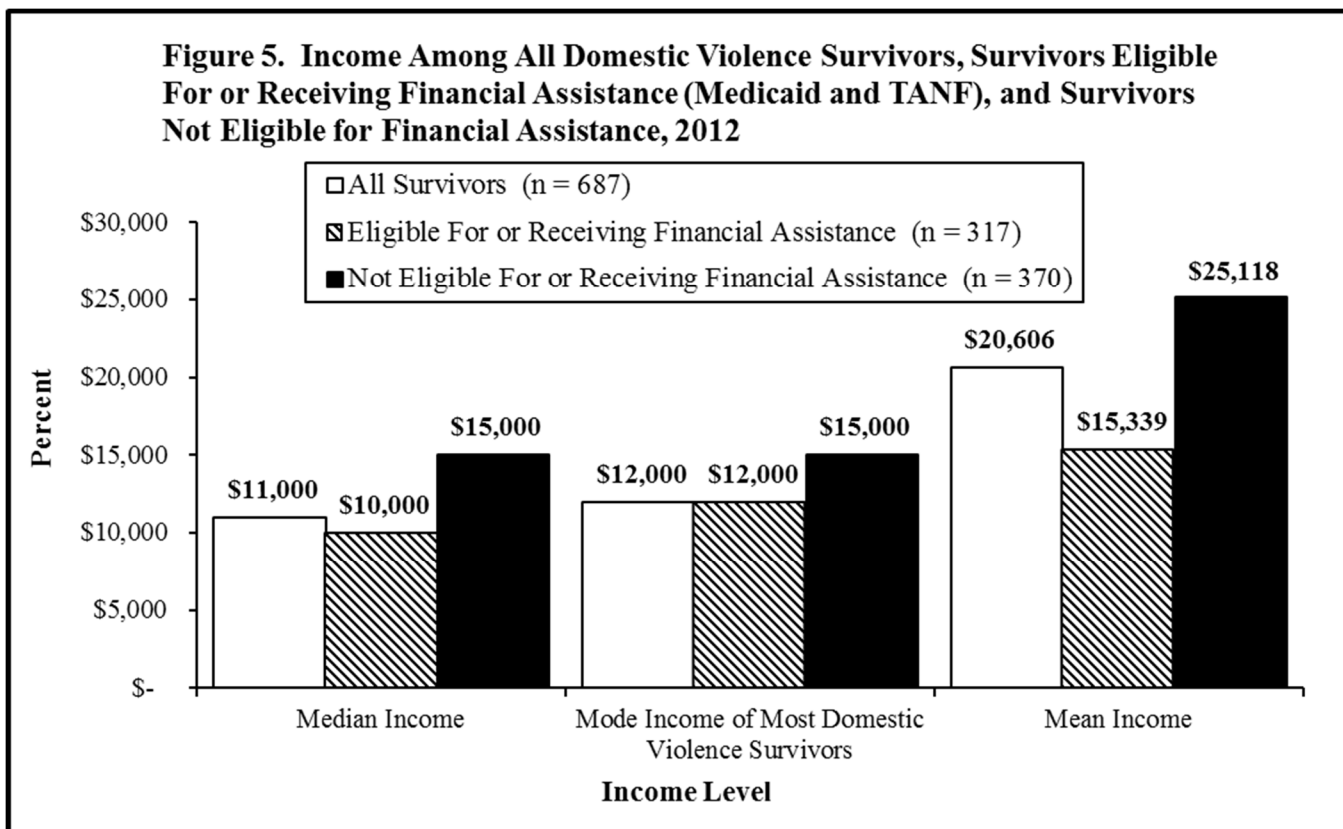 Figure 5.  Income Among All Domestic Violence Survivors, Survivors Eligible
For or Receiving Financial Assistance (Medicaid and TANF), and Survivors
Not Eligible for Financial Assistance, 2012
All Survivors  (n = 687)
Eligible For or Receiving Financial Assistance  (n = 317)
Not Eligible For or Receiving Financial Assistance  (n = 370)
Percent
$30,000
$25,000
$20,000
$15,000
$10,000
$5,000
$-
$11,000
$10,000
$15,000
$12,000
$12,000
$15,000
$20,606
$15,339
$25,118
Median Income
Mode Income of Most Domestic
Violence Survivors
Mean Income
Income Level